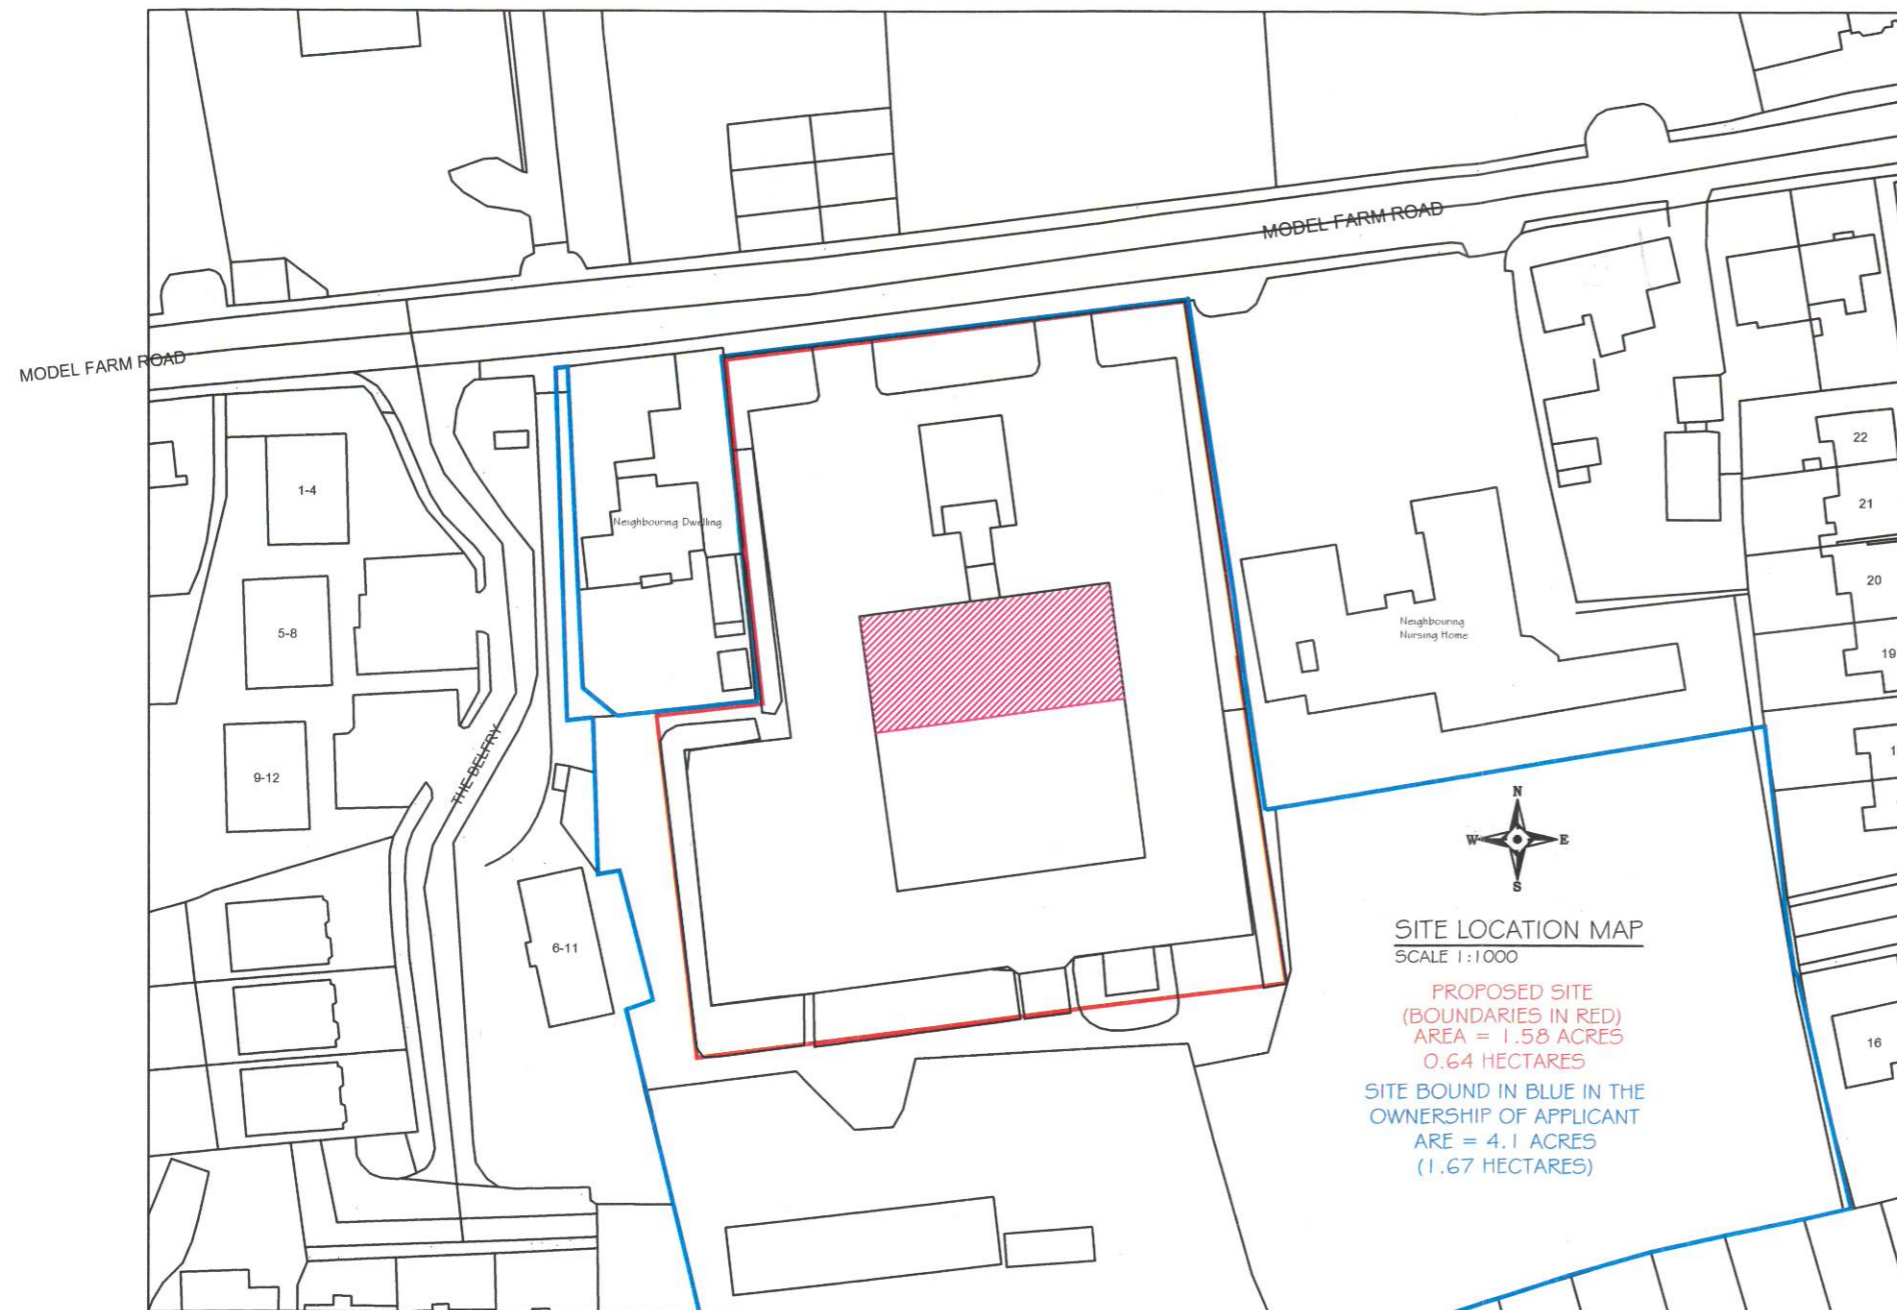 MODEL FARM ROAD
MODEL FARM ROAD
22
1-4
21
Neighbouring Dwelling
20
5-8
Neighbouring
Nursing Home
19
1
9-12
THE BELFRY
N
W E
S
6-11
SITE LOCATION MAP
SCALE 1:1000
PROPOSED SITE
(BOUNDARIES IN RED)
AREA = 1.58 ACRES
0.64 HECTARES
16
SITE BOUND IN BLUE IN THE
OWNERSHIP OF APPLICANT
ARE = 4.1 ACRES
(1.67 HECTARES)